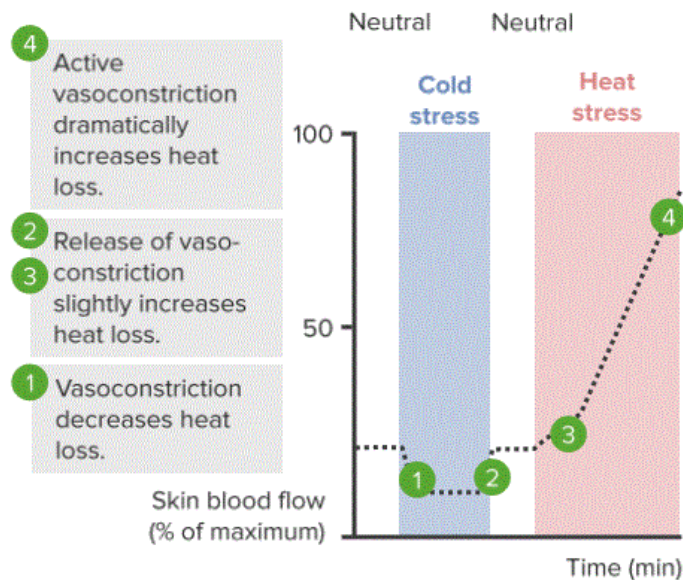 Neutral
Neutral
4
Active
vasoconstriction
dramatically
increases heat
loss.
2
3
Release of vaso-
constriction
slightly increases
heat loss.
1
Vasoconstriction
decreases heat
loss.
Cold
stress
Heat
stress
100
50
4
3
1
2
Skin blood flow
(% of maximum)
Time (min)